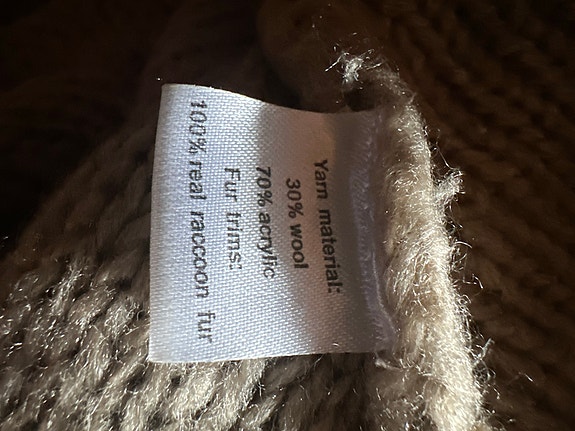 Yarn material:
30% wool
70% acrylic
Fur trims:
100% real raccoon fur